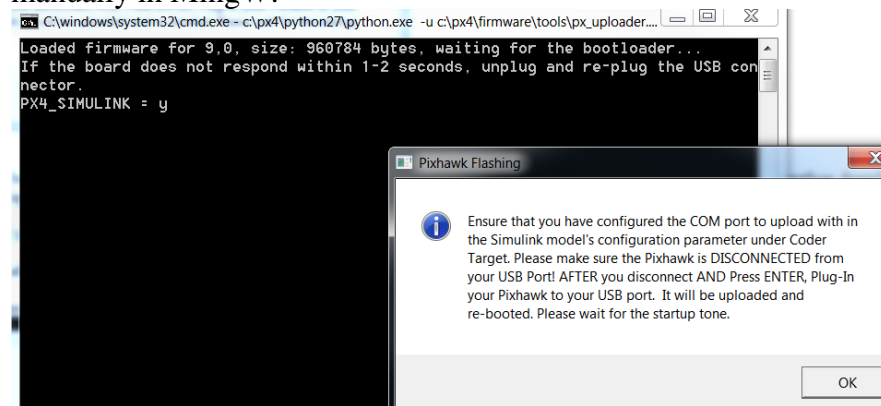 manually in MingW.
C:\windows\system32\cmd.exe - c:\px4\python27\python.exe -u c:\px4\firmware\tools\px_uploader....
Loaded firmware for 9,0, size: 960784 bytes, waiting for the bootloader...
If the board does not respond within 1-2 seconds, unplug and re-plug the USB con
nector.
PX4_SIMULINK = y
Pixhawk Flashing
Ensure that you have configured the COM port to upload with in
the Simulink model's configuration parameter under Coder
Target. Please make sure the Pixhawk is DISCONNECTED from
your USB Port! AFTER you disconnect AND Press ENTER, Plug-In
your Pixhawk to your USB port.  It will be uploaded and
re-booted. Please wait for the startup tone.
OK